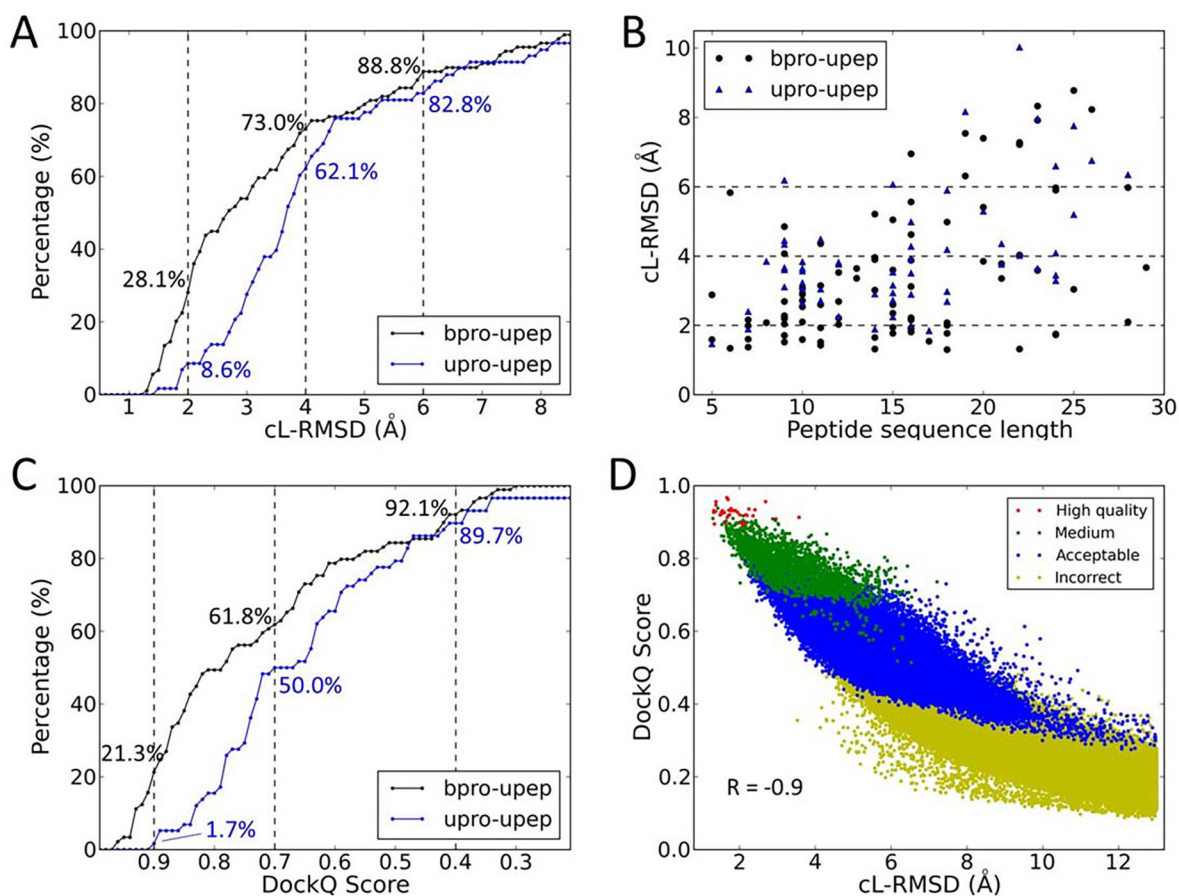 A
Percentage (%)
100
80
60
40
20
0
28.1%
73.0%
88.8%
8.6%
62.1%
82.8%
bpro-upep
upro-upep
1 2 3 4 5 6 7 8
cL-RMSD (Å)
B
cL-RMSD (Å)
10
8
6
4
2
0
bpro-upep
upro-upep
5 10 15 20 25 30
Peptide sequence length
C
Percentage (%)
100
80
60
40
20
0
21.3%
61.8%
92.1%
1.7%
50.0%
89.7%
bpro-upep
upro-upep
0.9 0.8 0.7 0.6 0.5 0.4 0.3
DockQ Score
D
DockQ Score
1.0
0.8
0.6
0.4
0.2
0.0
High quality
Medium
Acceptable
Incorrect
R = -0.9
2 4 6 8 10 12
cL-RMSD (Å)